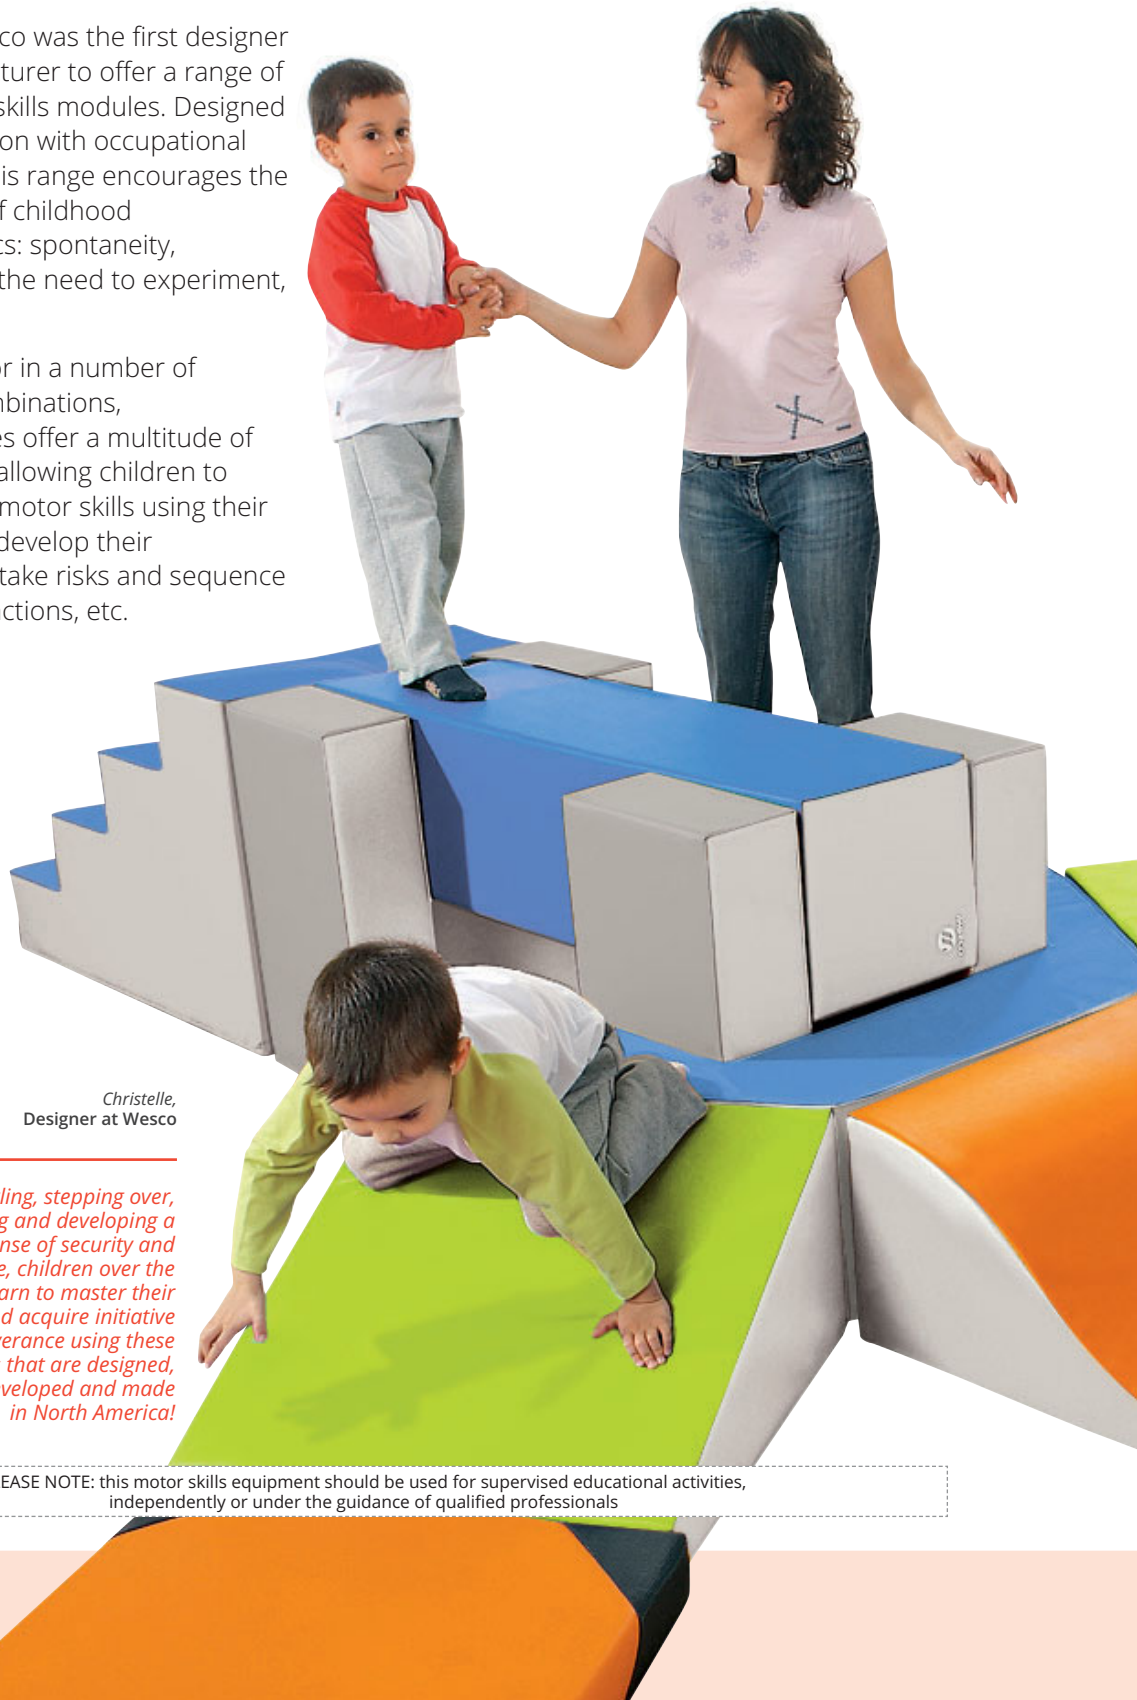 co was the first designer
turer to offer a range of
skills modules. Designed
on with occupational
is range encourages the
f childhood
cs: spontaneity,
the need to experiment,
or in a number of
mbinations,
es offer a multitude of
allowing children to
motor skills using their
develop their
take risks and sequence
ctions, etc.
Christelle,
Designer at Wesco
ling, stepping over,
g and developing a
nse of security and
e, children over the
arn to master their
d acquire initiative
verance using these
s that are designed,
veloped and made
in North America!
EASE NOTE: this motor skills equipment should be used for supervised educational activities,
independently or under the guidance of qualified professionals